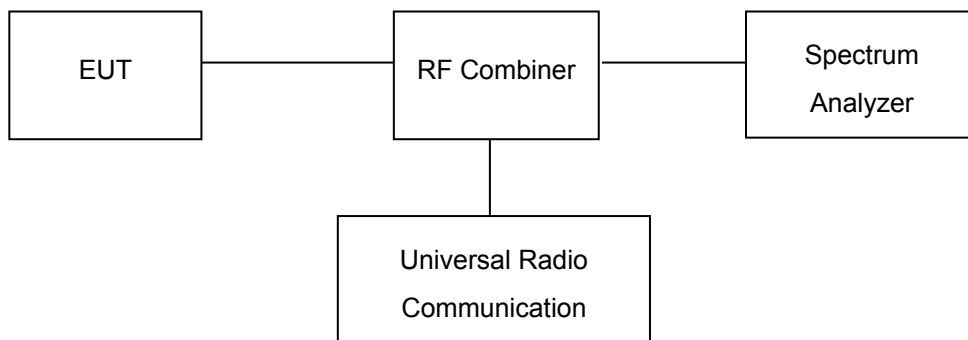 EUT
RF Combiner
Spectrum
Analyzer
Universal Radio
Communication